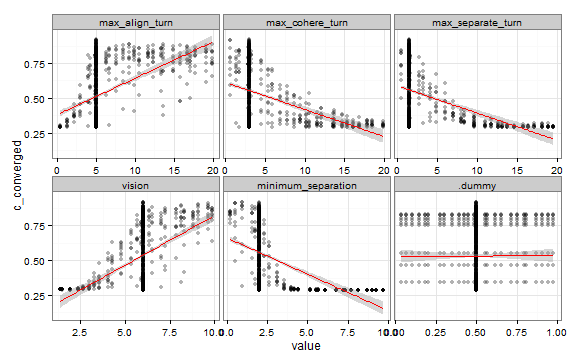 max_align_turn max_cohere_turn max_separate_turn
0.75
0.50
0.25
0 5 10 15 20 0 5 10 15 20 0 5 10 15 20
vision minimum_separation .dummy
0.75
0.50
0.25
2.5 5.0 7.5 10.0 0.0 2.5 5.0 7.5 10.0 0.00 0.25 0.50 0.75 1.00
value
c_converged